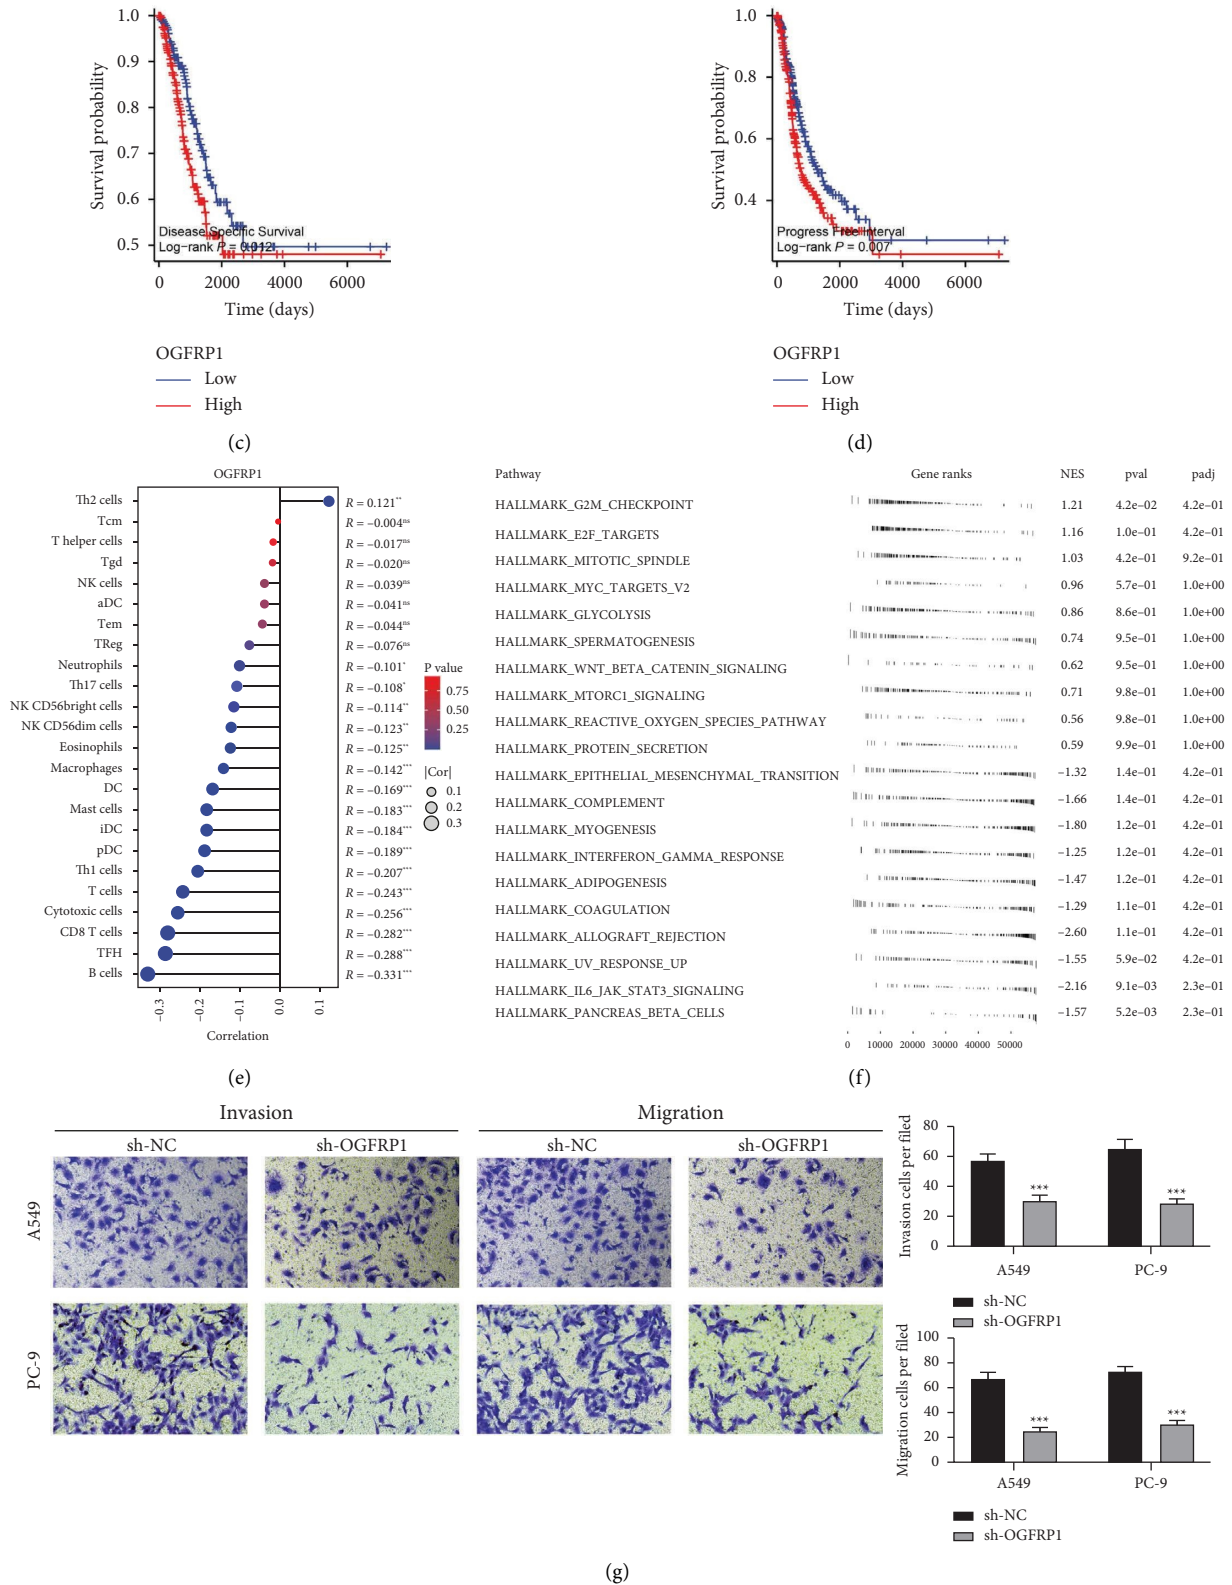 1.0
0.9
0.8
0.7
0.6
0.5
Survival probability
Disease Specific Survival
Log-rank P = 0.012
0 2000 4000 6000
Time (days)
OGFRP1
Low
High
(c)
1.0
0.8
0.6
0.4
Survival probability
Progress Free Interval
Log-rank P = 0.007
0 2000 4000 6000
Time (days)
OGFRP1
Low
High
(d)
OGFRP1
Th2 cells R = 0.121**
Tcm R = −0.004ns
T helper cells R = −0.017ns
Tgd R = −0.020ns
NK cells R = −0.039ns
aDC R = −0.041ns
Tem R = −0.044ns
TReg R = −0.076ns
Neutrophils R = −0.101*
Th17 cells R = −0.108*
NK CD56bright cells R = −0.114**
NK CD56dim cells R = −0.123**
Eosinophils R = −0.125**
Macrophages R = −0.142***
DC R = −0.169***
Mast cells R = −0.183***
iDC R = −0.184***
pDC R = −0.189***
Th1 cells R = −0.207***
T cells R = −0.243***
Cytotoxic cells R = −0.256***
CD8 T cells R = −0.282***
TFH R = −0.288***
B cells R = −0.331***
−0.3 −0.2 −0.1 0.0 0.1
Correlation
P value
0.75
0.50
0.25
|Cor|
0.1
0.2
0.3
(e)
Pathway Gene ranks NES pval padj
HALLMARK_G2M_CHECKPOINT 1.21 4.2e−02 4.2e−01
HALLMARK_E2F_TARGETS 1.16 1.0e−01 4.2e−01
HALLMARK_MITOTIC_SPINDLE 1.03 4.2e−01 9.2e−01
HALLMARK_MYC_TARGETS_V2 0.96 5.7e−01 1.0e+00
HALLMARK_GLYCOLYSIS 0.86 8.6e−01 1.0e+00
HALLMARK_SPERMATOGENESIS 0.74 9.5e−01 1.0e+00
HALLMARK_WNT_BETA_CATENIN_SIGNALING 0.62 9.5e−01 1.0e+00
HALLMARK_MTORC1_SIGNALING 0.71 9.8e−01 1.0e+00
HALLMARK_REACTIVE_OXYGEN_SPECIES_PATHWAY 0.56 9.8e−01 1.0e+00
HALLMARK_PROTEIN_SECRETION 0.59 9.9e−01 1.0e+00
HALLMARK_EPITHELIAL_MESENCHYMAL_TRANSITION −1.32 1.4e−01 4.2e−01
HALLMARK_COMPLEMENT −1.66 1.4e−01 4.2e−01
HALLMARK_MYOGENESIS −1.80 1.2e−01 4.2e−01
HALLMARK_INTERFERON_GAMMA_RESPONSE −1.25 1.2e−01 4.2e−01
HALLMARK_ADIPOGENESIS −1.47 1.2e−01 4.2e−01
HALLMARK_COAGULATION −1.29 1.1e−01 4.2e−01
HALLMARK_ALLOGRAFT_REJECTION −2.60 1.1e−01 4.2e−01
HALLMARK_UV_RESPONSE_UP −1.55 5.9e−02 4.2e−01
HALLMARK_IL6_JAK_STAT3_SIGNALING −2.16 9.1e−03 2.3e−01
HALLMARK_PANCREAS_BETA_CELLS −1.57 5.2e−03 2.3e−01
0 10000 20000 30000 40000 50000
(f)
Invasion Migration
sh-NC sh-OGFRP1 sh-NC sh-OGFRP1
A549
PC-9
Invasion cells per filed
80
60
40
20
0
*** ***
A549 PC-9
sh-NC
sh-OGFRP1
Migration cells per filed
100
80
60
40
20
0
*** ***
A549 PC-9
sh-NC
sh-OGFRP1
(g)